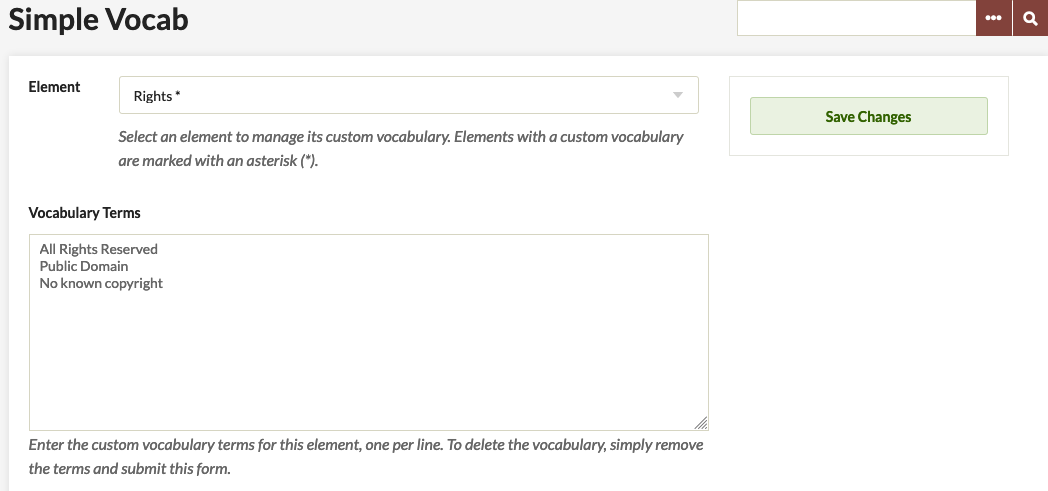 Simple Vocab
Element
Rights *
Save Changes
Select an element to manage its custom vocabulary. Elements with a custom vocabulary
are marked with an asterisk (*).
Vocabulary Terms
All Rights Reserved
Public Domain
No known copyright
Enter the custom vocabulary terms for this element, one per line. To delete the vocabulary, simply remove
the terms and submit this form.